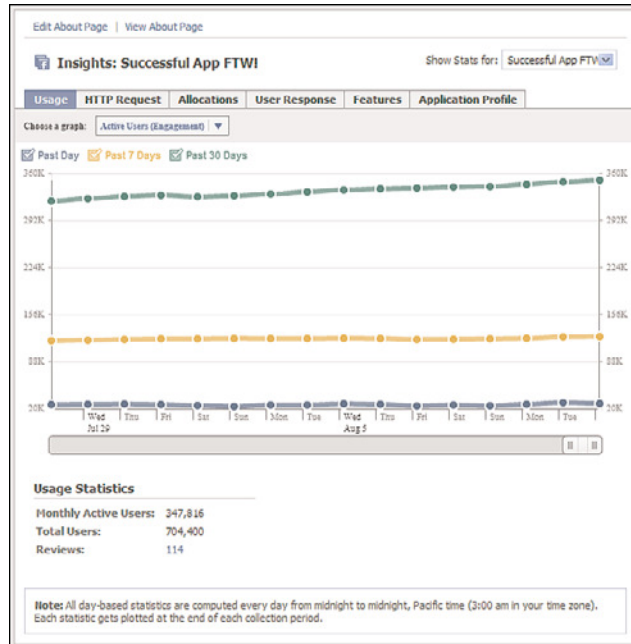 Edit About Page | View About Page
Insights: Successful App FTW!
Show Stats for: Successful App FTW
Usage HTTP Request Allocations User Response Features Application Profile
Choose a graph: Active Users (Engagement)
Past Day Past 7 Days Past 30 Days
360K 360K
292K 292K
224K 224K
156K 156K
88K 88K
20K 20K
Wed Thu Fri Sat Sun Mon Tue Wed Thu Fri Sat Sun Mon Tue
Jul 29 Aug 5
Usage Statistics
Monthly Active Users: 347,816
Total Users: 704,400
Reviews: 114
Note: All day-based statistics are computed every day from midnight to midnight, Pacific time (3:00 am in your time zone).
Each statistic gets plotted at the end of each collection period.